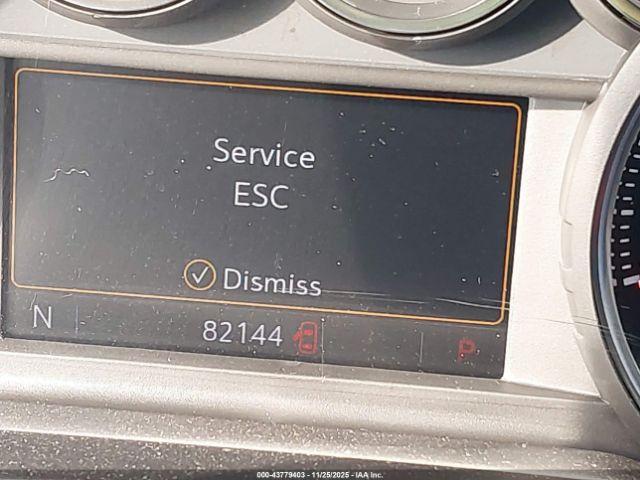 Service
ESC
Dismiss
N 82144 P
000-43779403 - 11/25/2025 - IAA Inc.